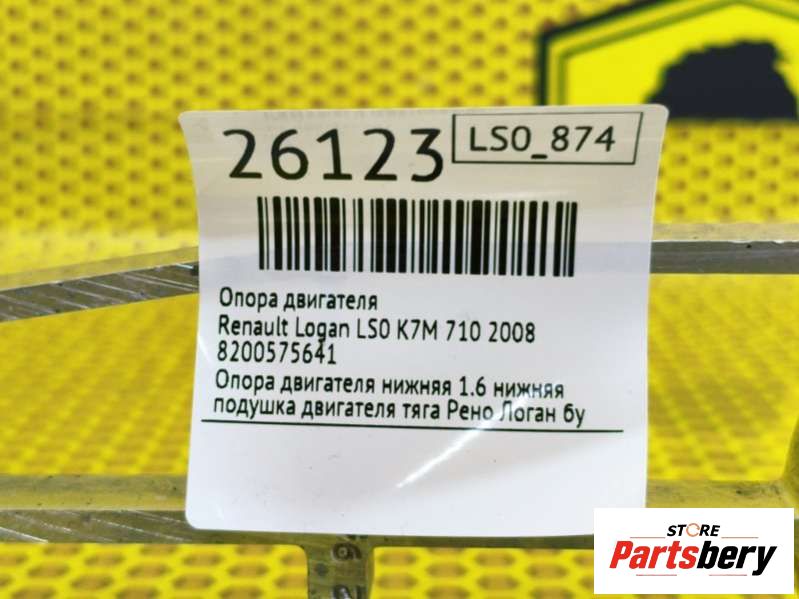 26123
LS0_874
Опора двигателя
Renault Logan LS0 K7M 710 2008
8200575641
Опора двигателя нижняя 1.6 нижняя
подушка двигателя тяга Рено Логан бу
STORE
Partsbery